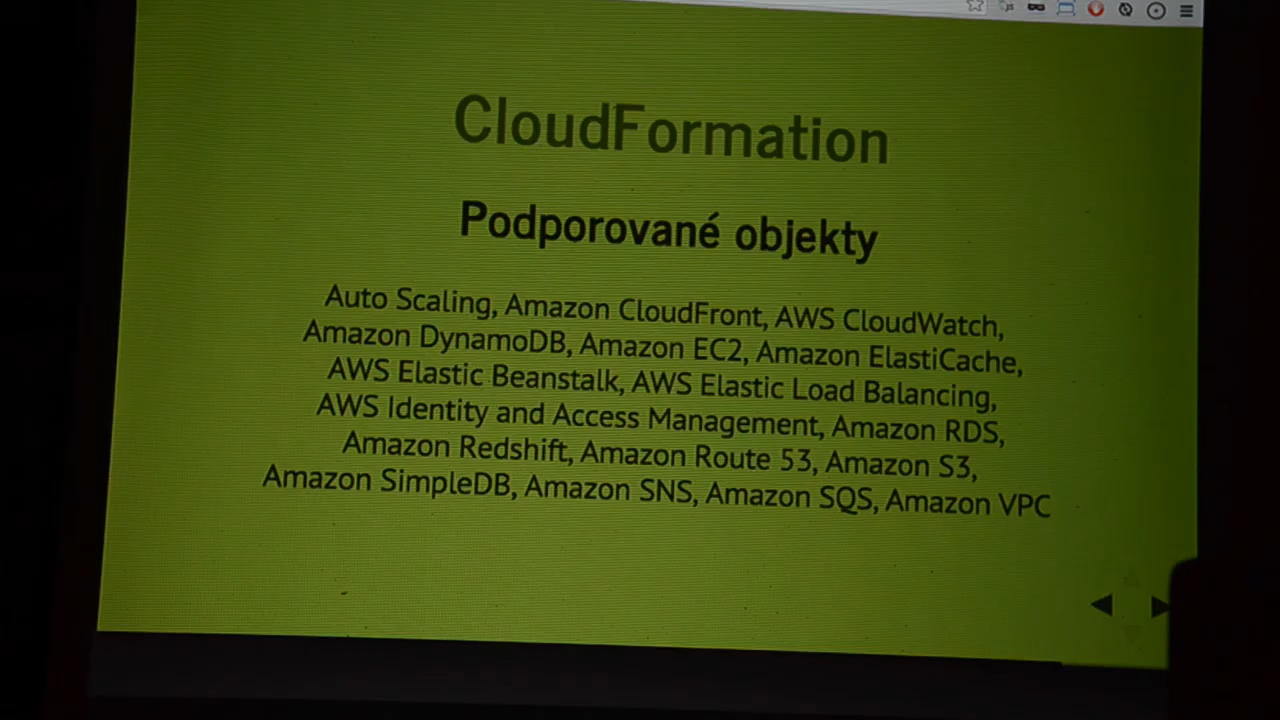 CloudFormation
Podporované objekty
Auto Scaling, Amazon CloudFront, AWS CloudWatch,
Amazon DynamoDB, Amazon EC2, Amazon ElastiCache,
AWS Elastic Beanstalk, AWS Elastic Load Balancing,
AWS Identity and Access Management, Amazon RDS,
Amazon Redshift, Amazon Route 53, Amazon S3,
Amazon SimpleDB, Amazon SNS, Amazon SQS, Amazon VPC